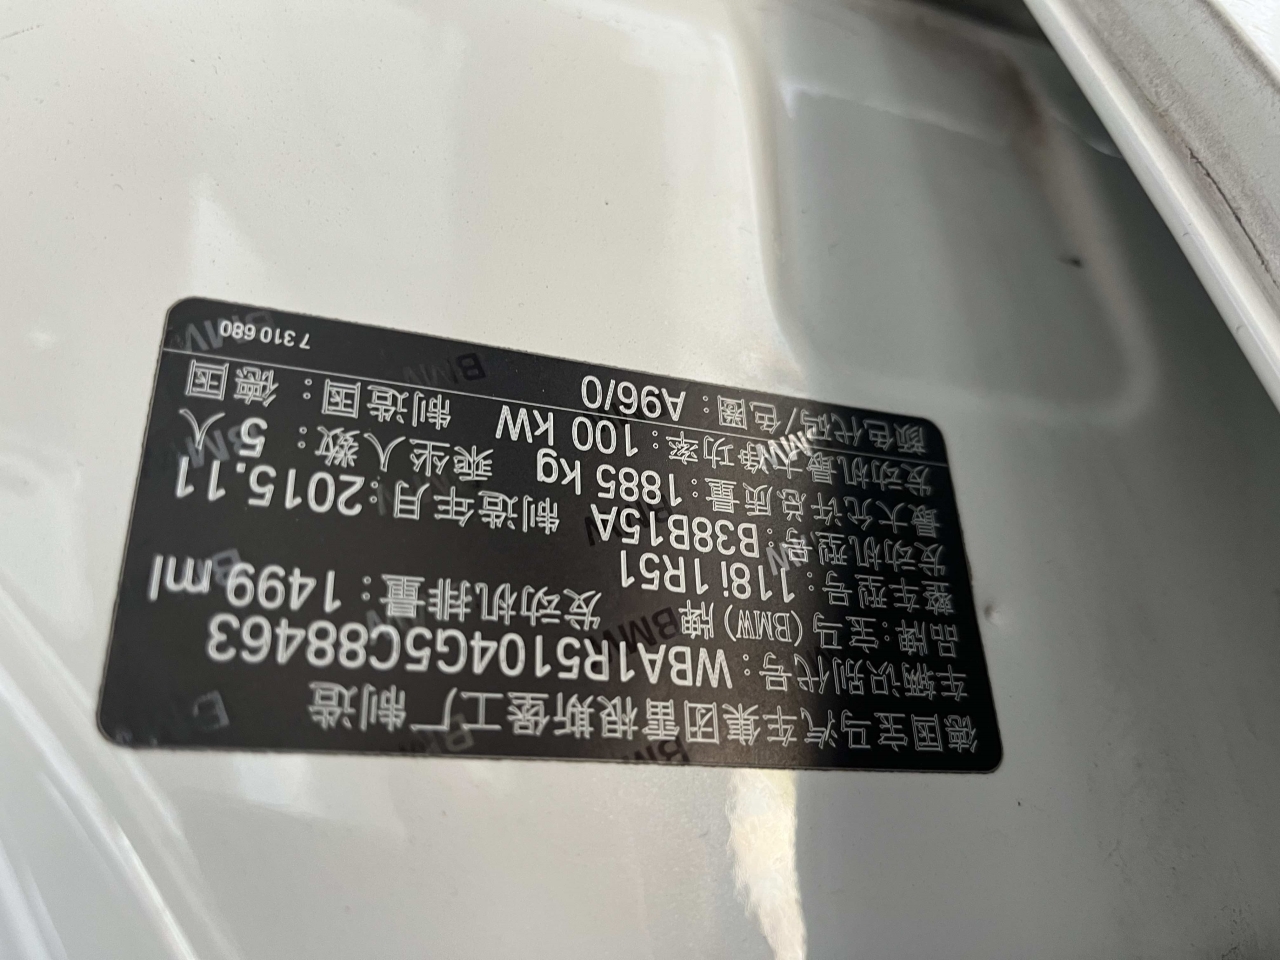 德国宝马汽车集团雷根斯堡工厂 制造
车辆识别代号：WBA1R5104G5C88463
品牌：宝马(BMW)牌 发动机排量：1499 ml
整车型号：118i 1R51
发动机型号：B38B15A 制造年月：2015.11
最大允许总质量：1885 kg 乘坐人数：5 人
发动机最大净功率：100 kW 制造国：德国
颜色代码/色圈：A96/0
7 310 680